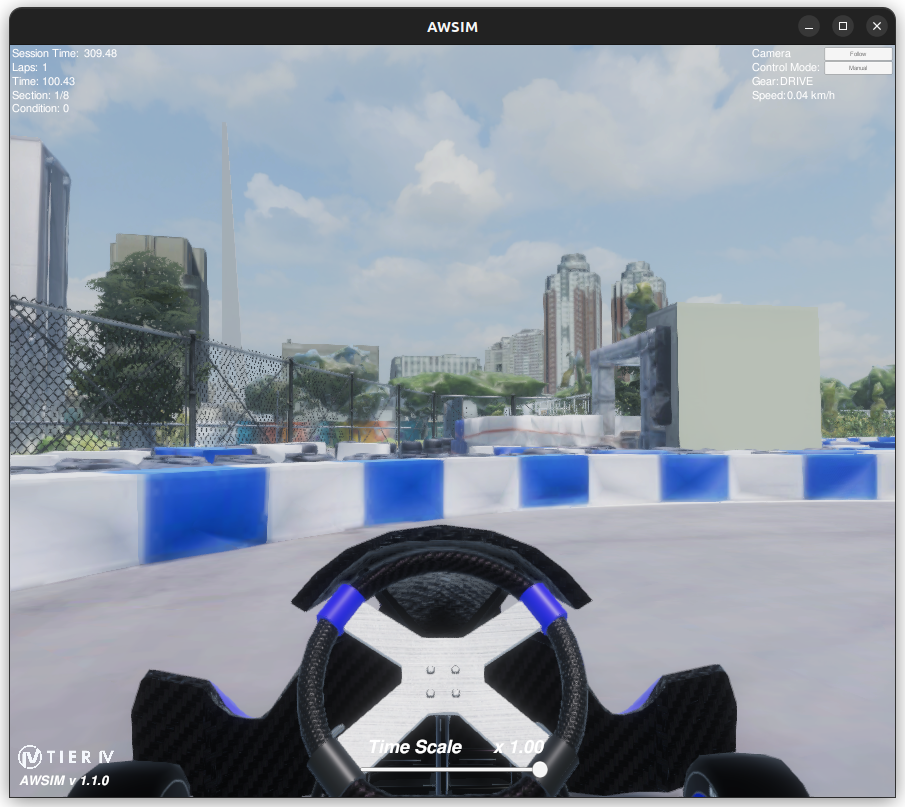 AWSIM
Session Time: 309.48
Laps: 1
Time: 100.43
Section: 1/8
Condition: 0
Camera Follow
Control Mode: Manual
Gear:DRIVE
Speed:0.04 km/h
Time Scale x 1.00
TIER IV
AWSIM v 1.1.0